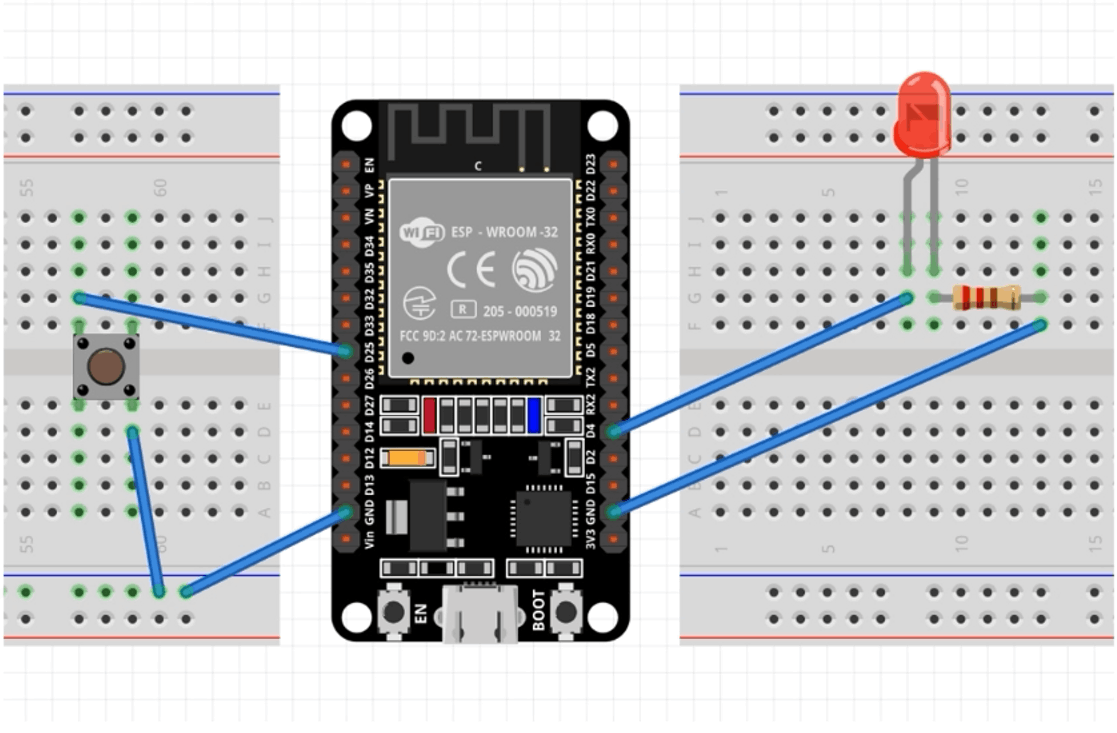 C
WiFi ESP - WROOM -32
CE
R 205 - 000519
FCC 9D:2 AC 72-ESPWROOM 32
EN
VP
VN
D34
D35
D32
D33
D25
D26
D27
D14
D12
D13
GND
Vin
D23
D22
TX0
RX0
D21
D19
D18
D5
TX2
RX2
D4
D2
D15
GND
3V3
EN
BOOT
55
60
J
I
H
G
F
E
D
C
B
A
55
60
1
5
10
15
J
I
H
G
F
E
D
C
B
A
1
5
10
15